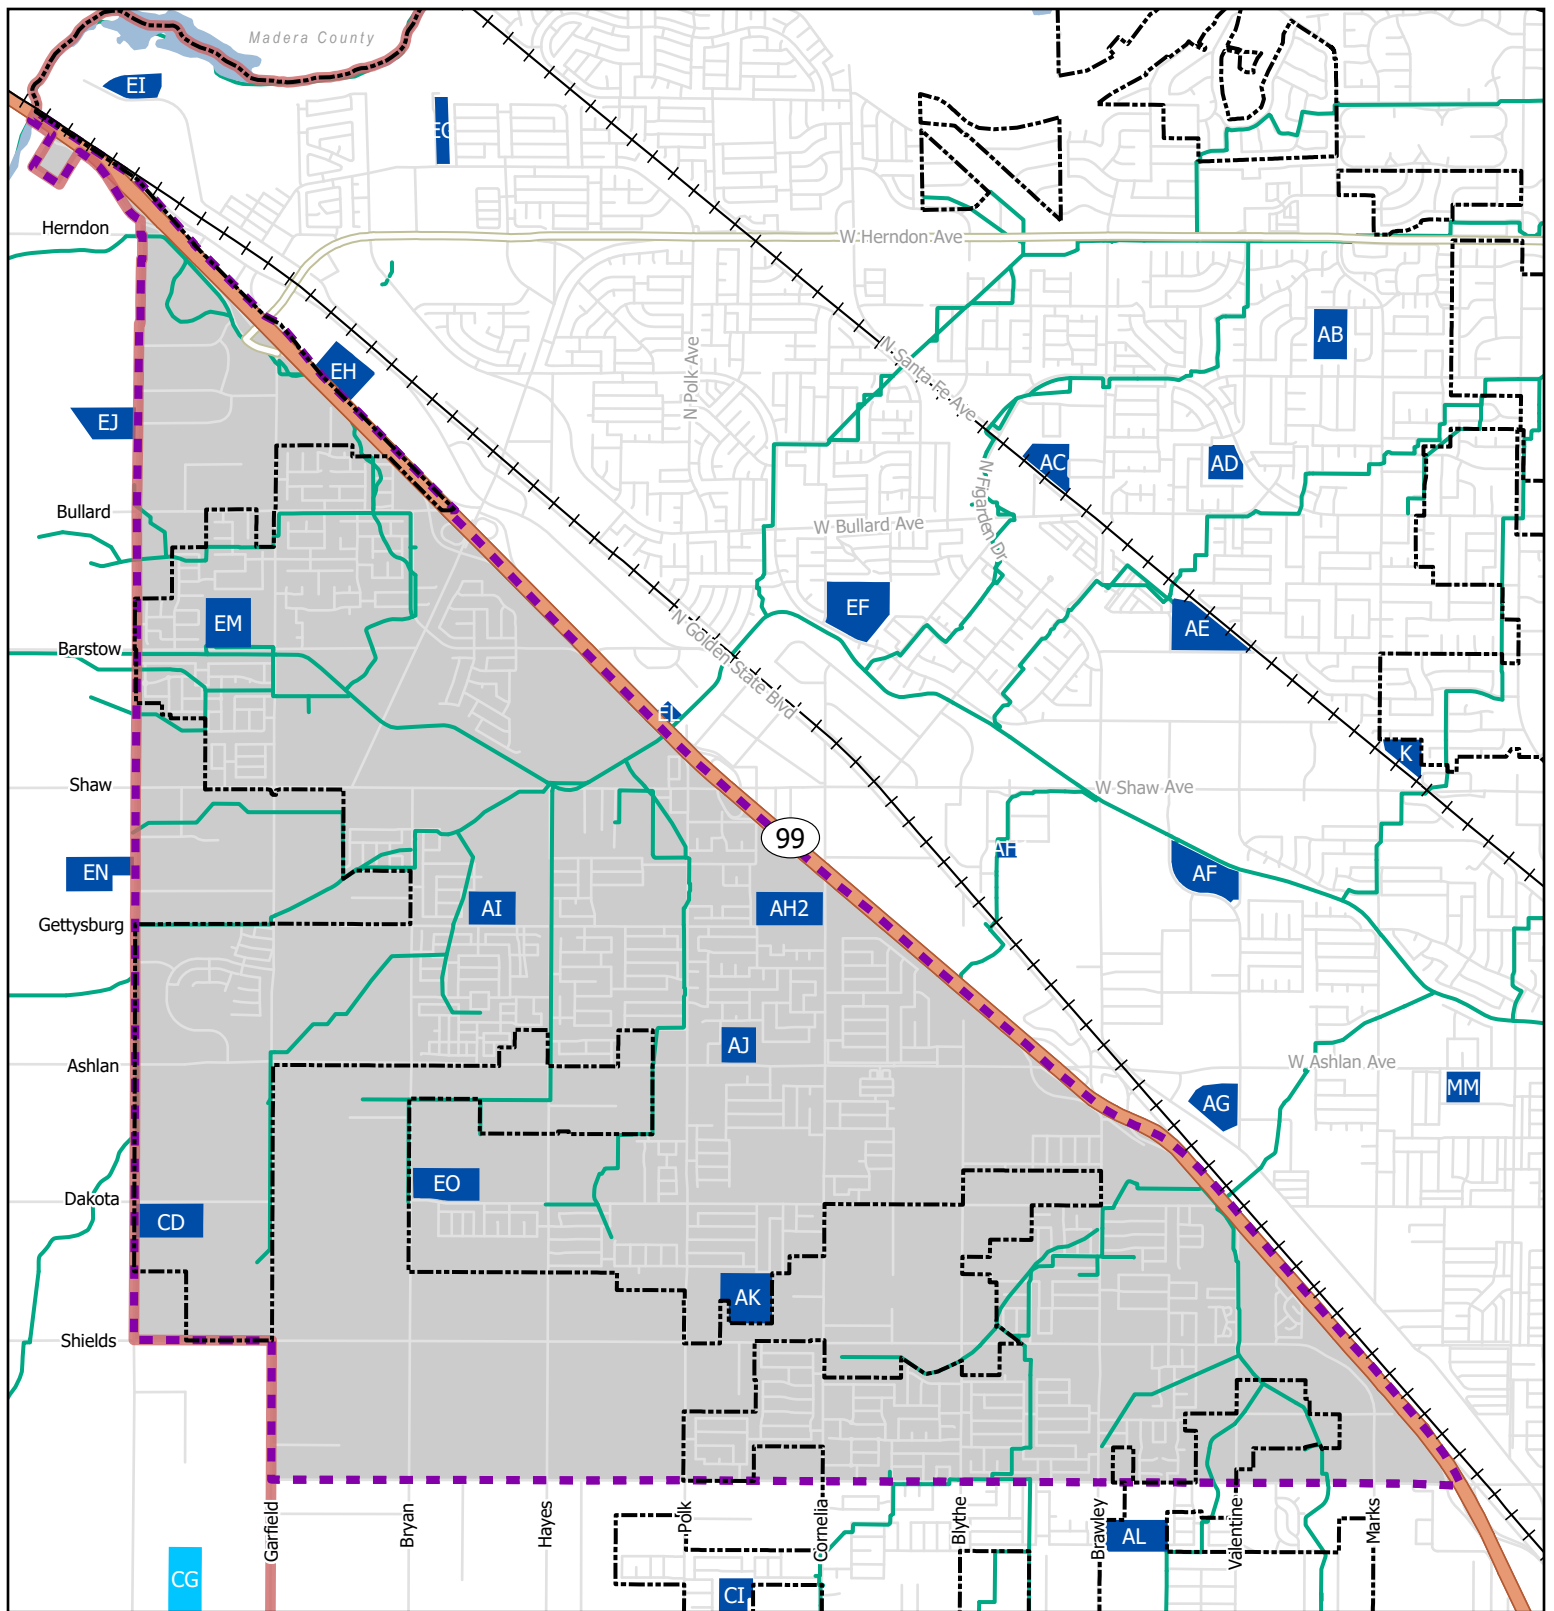 Madera County
EI
EG
Herndon
W Herndon Ave
AB
N Polk Ave
N Santa Fe Ave
EH
EJ
AC
AD
N Figarden Dr
Bullard
W Bullard Ave
EF
EM
AE
Barstow
N Golden State Blvd
EL
K
Shaw
W Shaw Ave
99
AH
EN
AF
AI
AH2
Gettysburg
AJ
Ashlan
W Ashlan Ave
MM
AG
EO
Dakota
CD
AK
Shields
Garfield
Bryan
Hayes
Polk
Cornelia
Blythe
Brawley
Valentine
Marks
AL
CG
CI